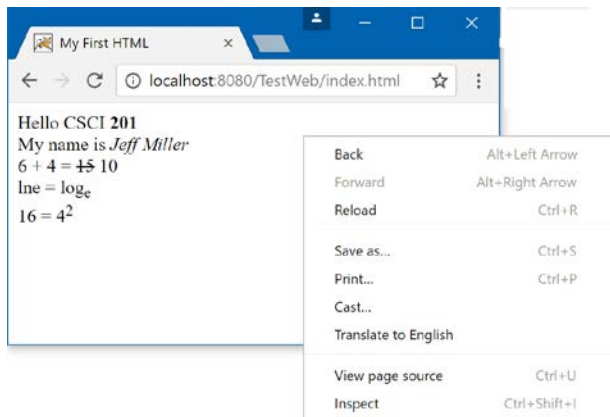 My First HTML
localhost:8080/TestWeb/index.html
Hello CSCI 201
My name is Jeff Miller
6 + 4 = 15 10
lne = loge
16 = 42
Back Alt+Left Arrow
Forward Alt+Right Arrow
Reload Ctrl+R
Save as... Ctrl+S
Print... Ctrl+P
Cast...
Translate to English
View page source Ctrl+U
Inspect Ctrl+Shift+I